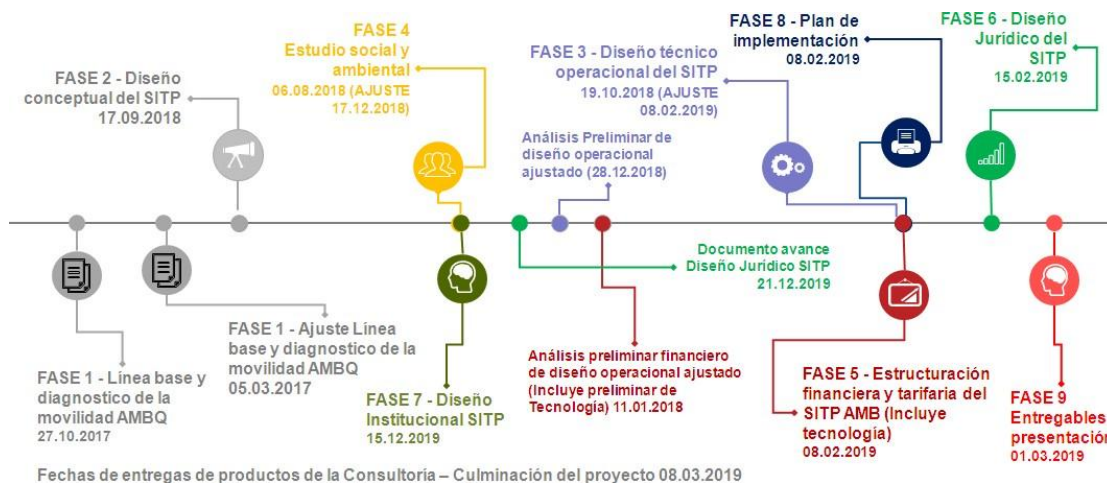 FASE 2 - Diseño
conceptual del SITP
17.09.2018
FASE 4
Estudio social y
ambiental
06.08.2018 (AJUSTE
17.12.2018)
FASE 3 - Diseño técnico
operacional del SITP
19.10.2018 (AJUSTE
08.02.2019)
Análisis Preliminar de
diseño operacional
ajustado (28.12.2018)
FASE 8 - Plan de
implementación
08.02.2019
FASE 6 - Diseño
Jurídico del
SITP
15.02.2019
FASE 1 - Línea base y
diagnostico de la
movilidad AMBQ
27.10.2017
FASE 1 - Ajuste Línea
base y diagnostico de la
movilidad AMBQ
05.03.2017
FASE 7 - Diseño
Institucional SITP
15.12.2019
Documento avance
Diseño Jurídico SITP
21.12.2019
Análisis preliminar financiero
de diseño operacional ajustado
(Incluye preliminar de
Tecnología) 11.01.2018
FASE 5 - Estructuración
financiera y tarifaria del
SITP AMB (Incluye
tecnología)
08.02.2019
FASE 9
Entregables
presentación
01.03.2019
Fechas de entregas de productos de la Consultoría – Culminación del proyecto 08.03.2019